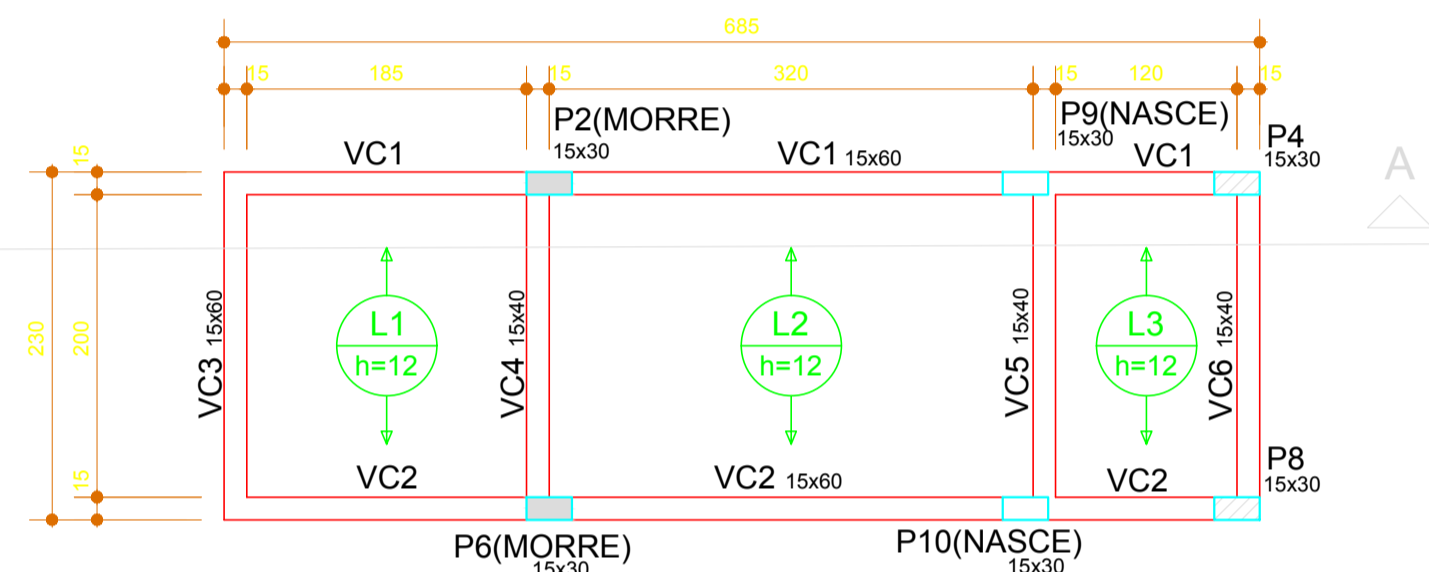 685
15 185 15 320 15 120 15
P2(MORRE)
15x30
P9(NASCE)
15x30
P4
15x30
VC1
VC1 15x60
VC1
A
15
200
15
230
VC3 15x60
L1
h=12
VC4 15x40
L2
h=12
VC5 15x40
L3
h=12
VC6 15x40
VC2
VC2 15x60
VC2
P8
15x30
P6(MORRE)
15x30
P10(NASCE)
15x30